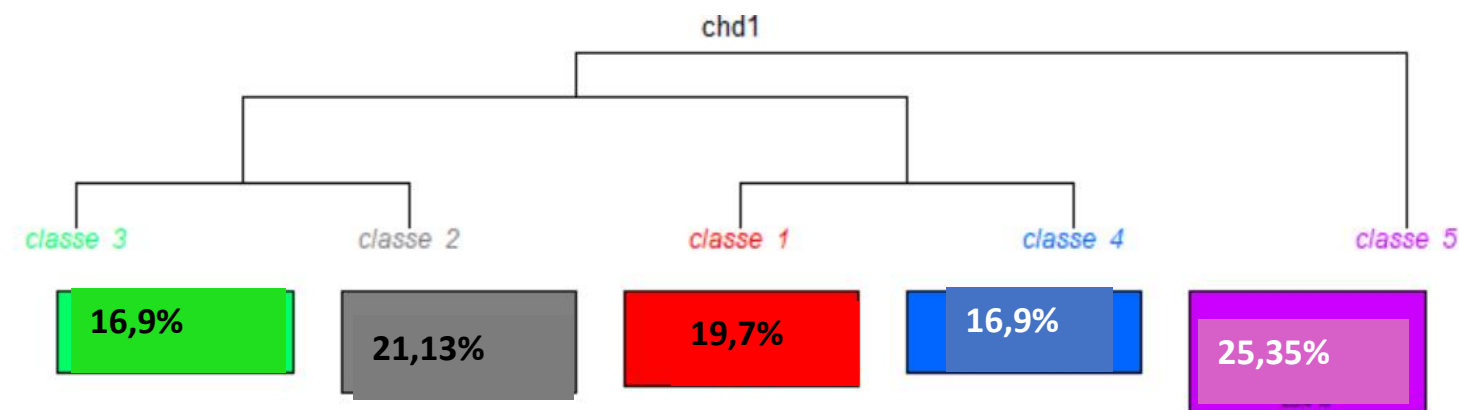 chd1
classe 3 classe 2 classe 1 classe 4 classe 5
16,9% 21,13% 19,7% 16,9% 25,35%